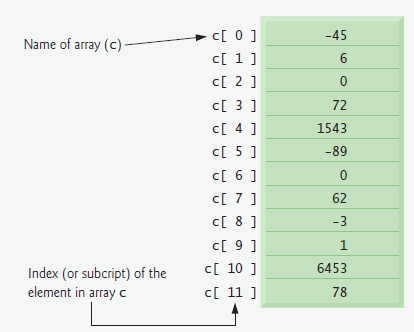 Name of array (c)
c[ 0 ] -45
c[ 1 ] 6
c[ 2 ] 0
c[ 3 ] 72
c[ 4 ] 1543
c[ 5 ] -89
c[ 6 ] 0
c[ 7 ] 62
c[ 8 ] -3
c[ 9 ] 1
c[ 10 ] 6453
c[ 11 ] 78
Index (or subcript) of the
element in array c